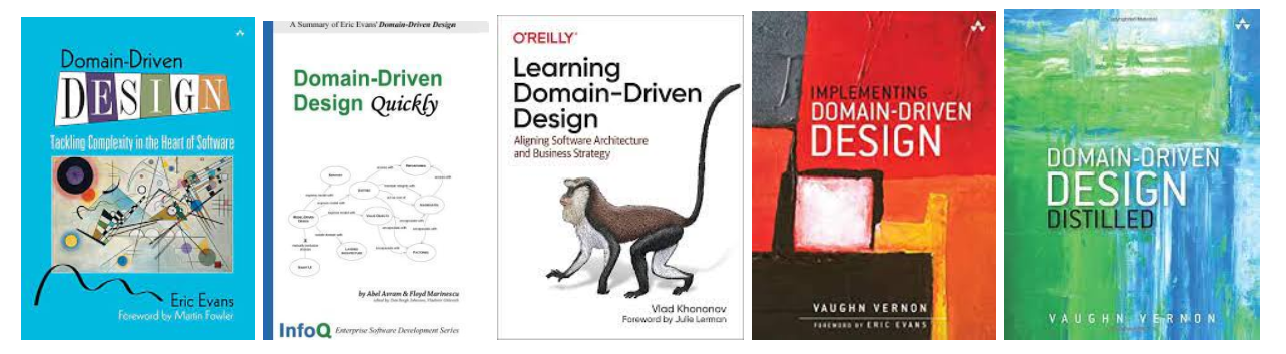 Domain-Driven
DESIGN
Tackling Complexity in the Heart of Software
Eric Evans
Foreword by Martin Fowler
A Summary of Eric Evans' Domain-Driven Design
Domain-Driven
Design Quickly
by Abel Avram & Floyd Marinescu
InfoQ Enterprise Software Development Series
O'REILLY®
Learning
Domain-Driven
Design
Aligning Software Architecture
and Business Strategy
Vlad Khononov
Foreword by Julie Lerman
IMPLEMENTING
DOMAIN-DRIVEN
DESIGN
VAUGHN VERNON
FOREWORD BY ERIC EVANS
DOMAIN-DRIVEN
DESIGN
DISTILLED
VAUGHN VERNON